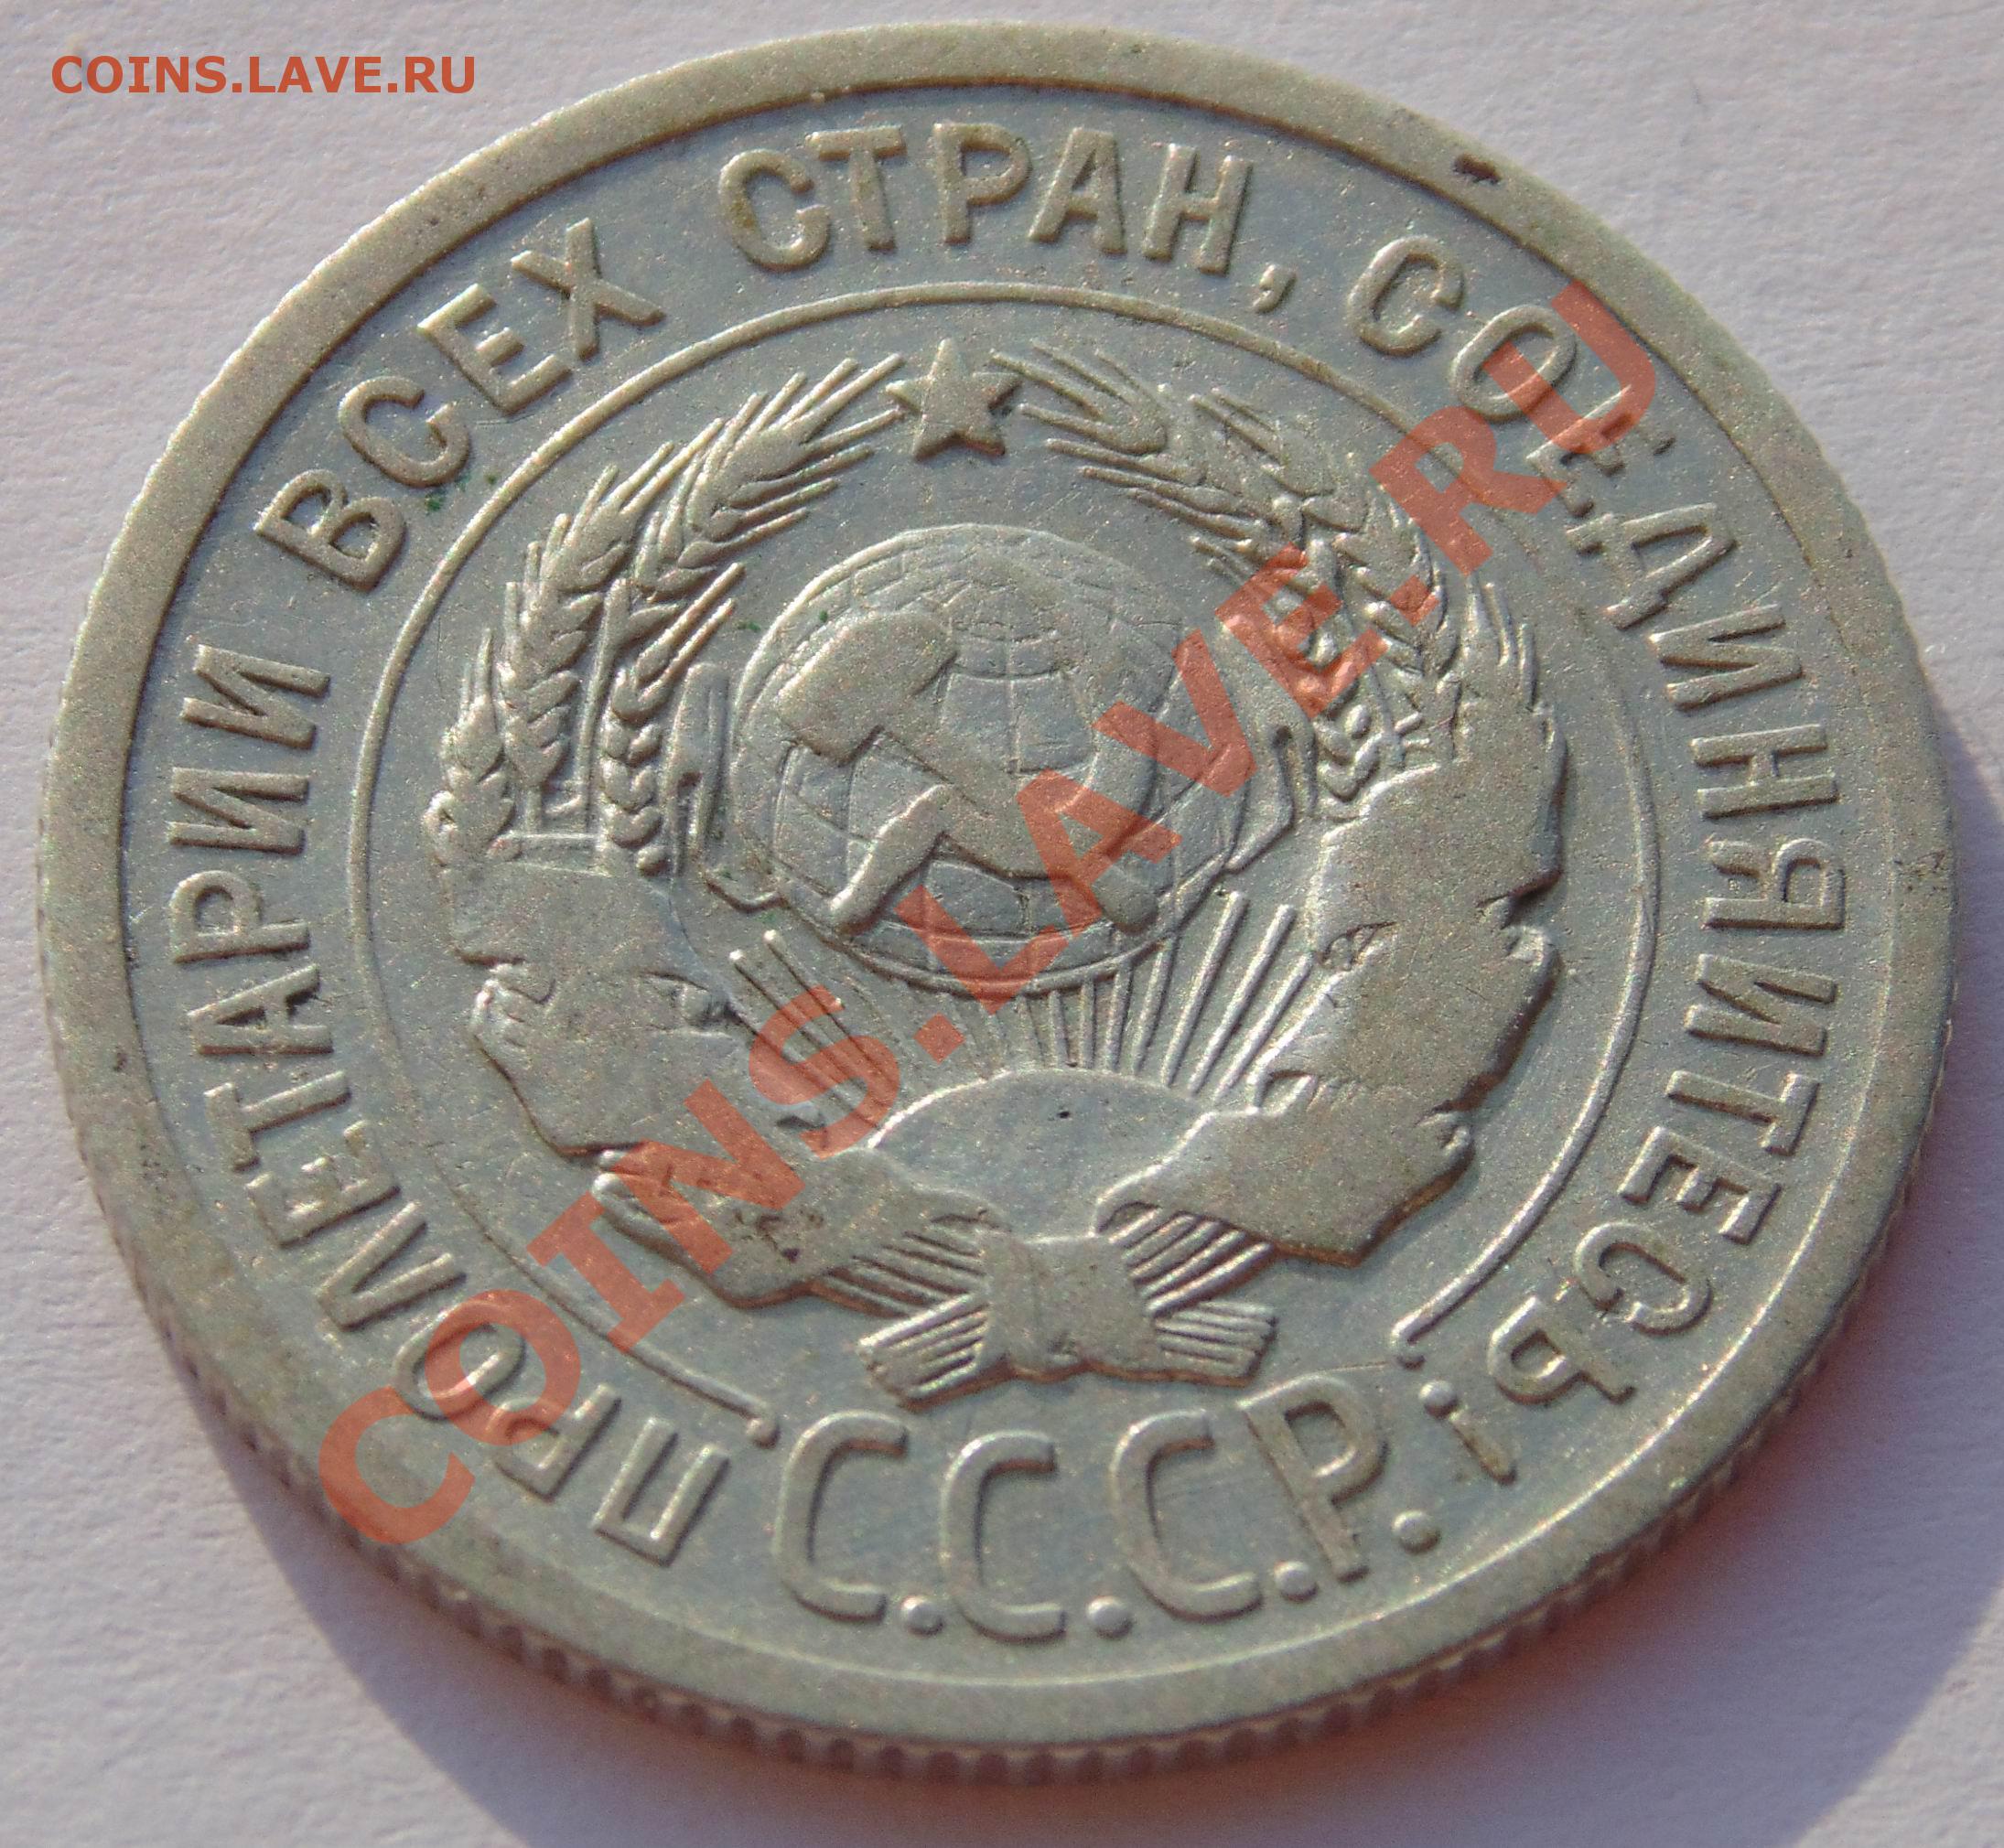 COINS.LAVE.RU
ПРОЛЕТАРИИ ВСЕХ СТРАН, СОЕДИНЯЙТЕСЬ!
С.С.С.Р.
COINS.LAVE.RU